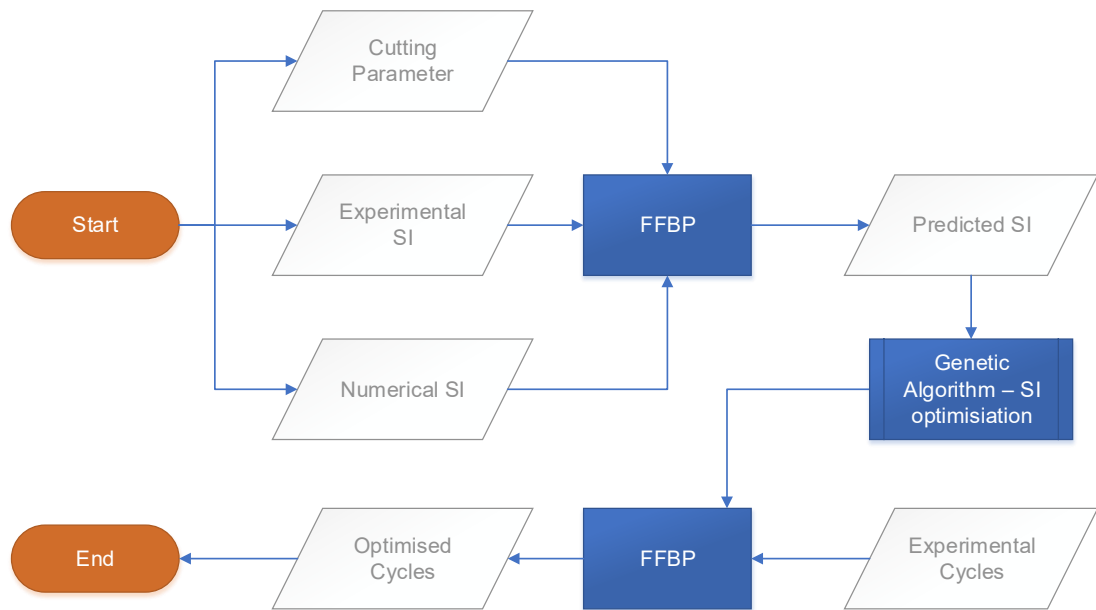 Cutting
Parameter
Start
Experimental
SI
FFBP
Predicted SI
Numerical SI
Genetic
Algorithm – SI
optimisiation
End
Optimised
Cycles
FFBP
Experimental
Cycles